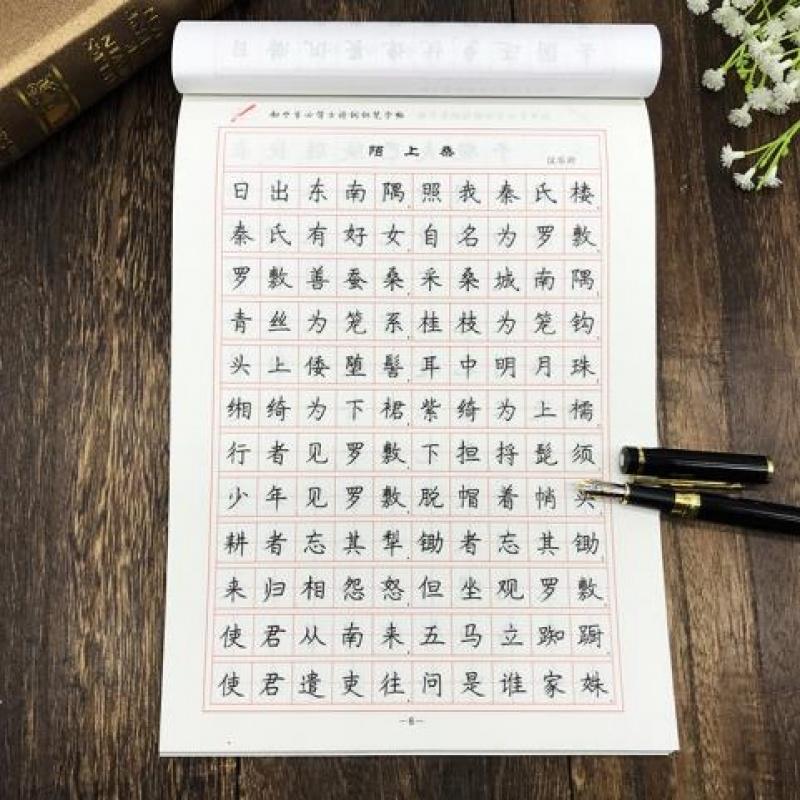 初中生必背古诗词钢笔字帖
陌上桑
汉乐府
日出东南隅,照我秦氏楼,
秦氏有好女,自名为罗敷,
罗敷善蚕桑,采桑城南隅,
青丝为笼系,桂枝为笼钩,
头上倭堕髻,耳中明月珠,
缃绮为下裙,紫绮为上襦,
行者见罗敷,下担捋髭须,
少年见罗敷,脱帽着帩头
耕者忘其犁,锄者忘其锄,
来归相怨怒,但坐观罗敷,
使君从南来,五马立踟蹰,
使君遣吏往,问是谁家姝,
—6—